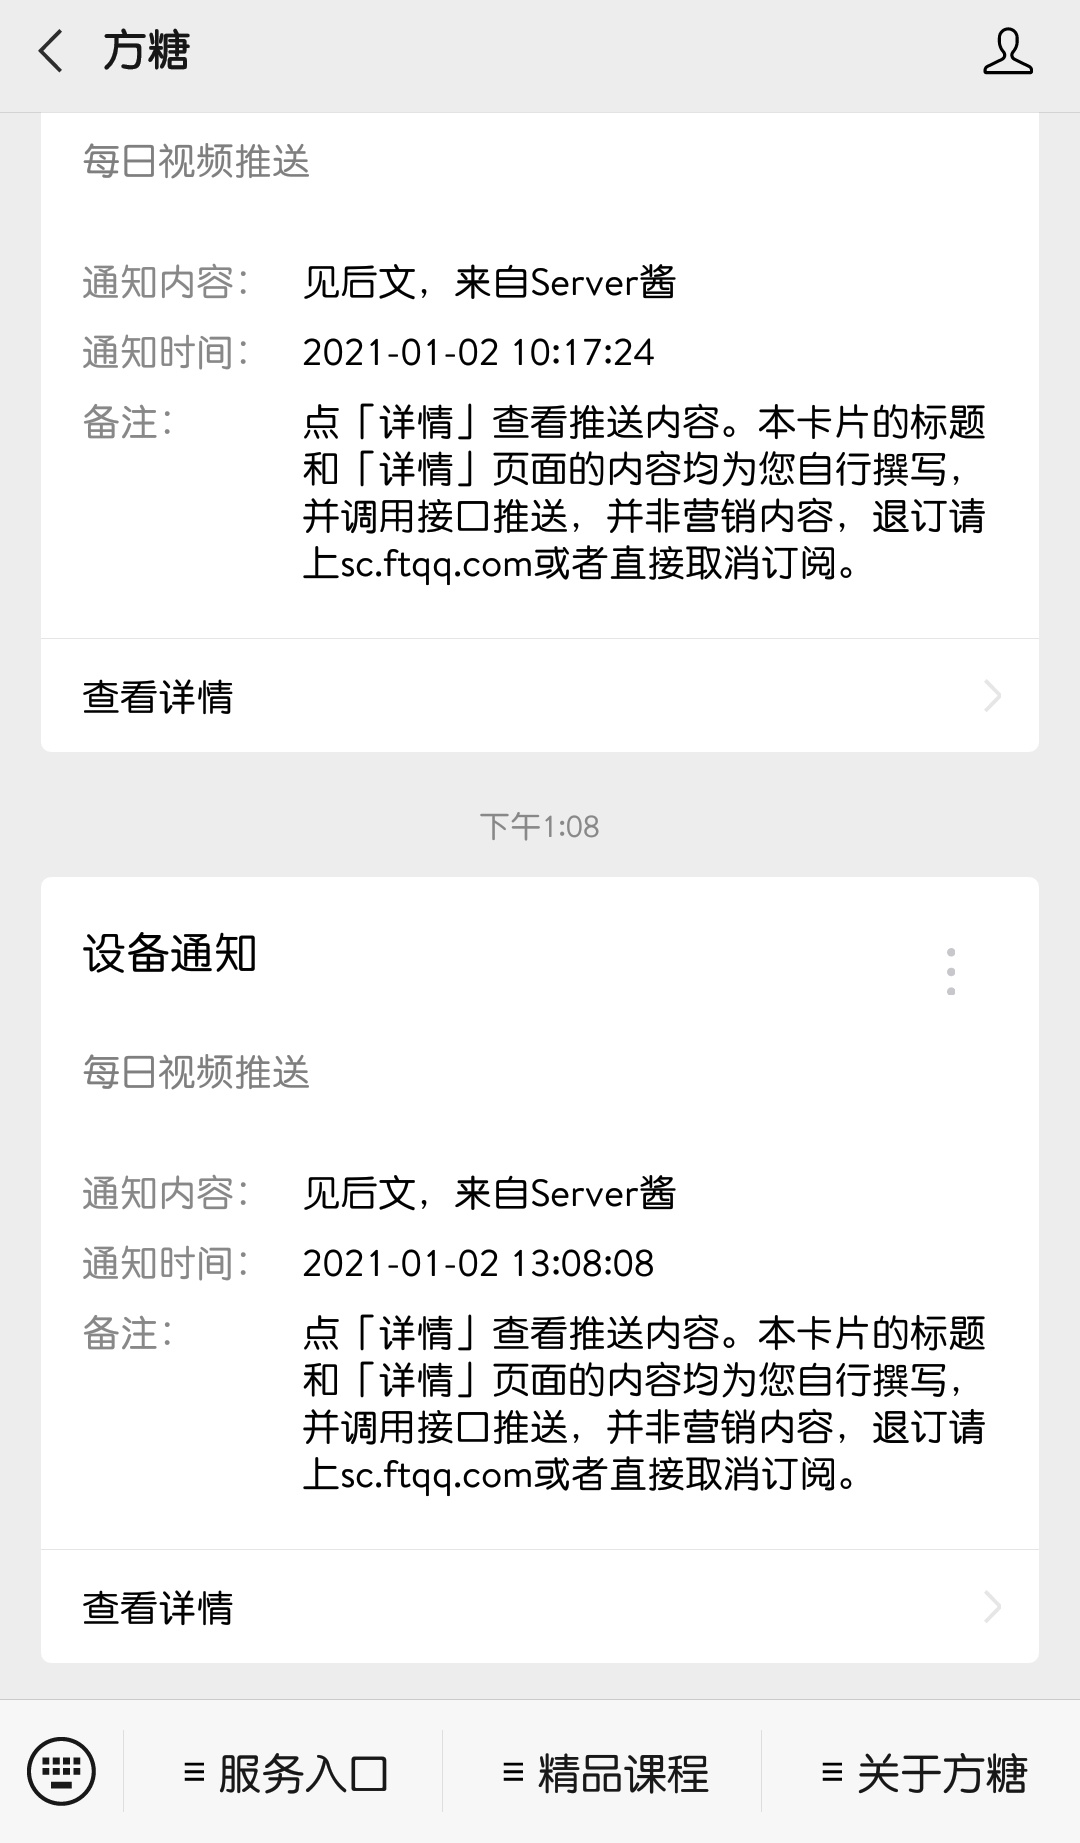 方糖
每日视频推送
通知内容： 见后文，来自Server酱
通知时间： 2021-01-02 10:17:24
备注： 点「详情」查看推送内容。本卡片的标题
和「详情」页面的内容均为您自行撰写，
并调用接口推送，并非营销内容，退订请
上sc.ftqq.com或者直接取消订阅。
查看详情
下午1:08
设备通知
每日视频推送
通知内容： 见后文，来自Server酱
通知时间： 2021-01-02 13:08:08
备注： 点「详情」查看推送内容。本卡片的标题
和「详情」页面的内容均为您自行撰写，
并调用接口推送，并非营销内容，退订请
上sc.ftqq.com或者直接取消订阅。
查看详情
服务入口 精品课程 关于方糖